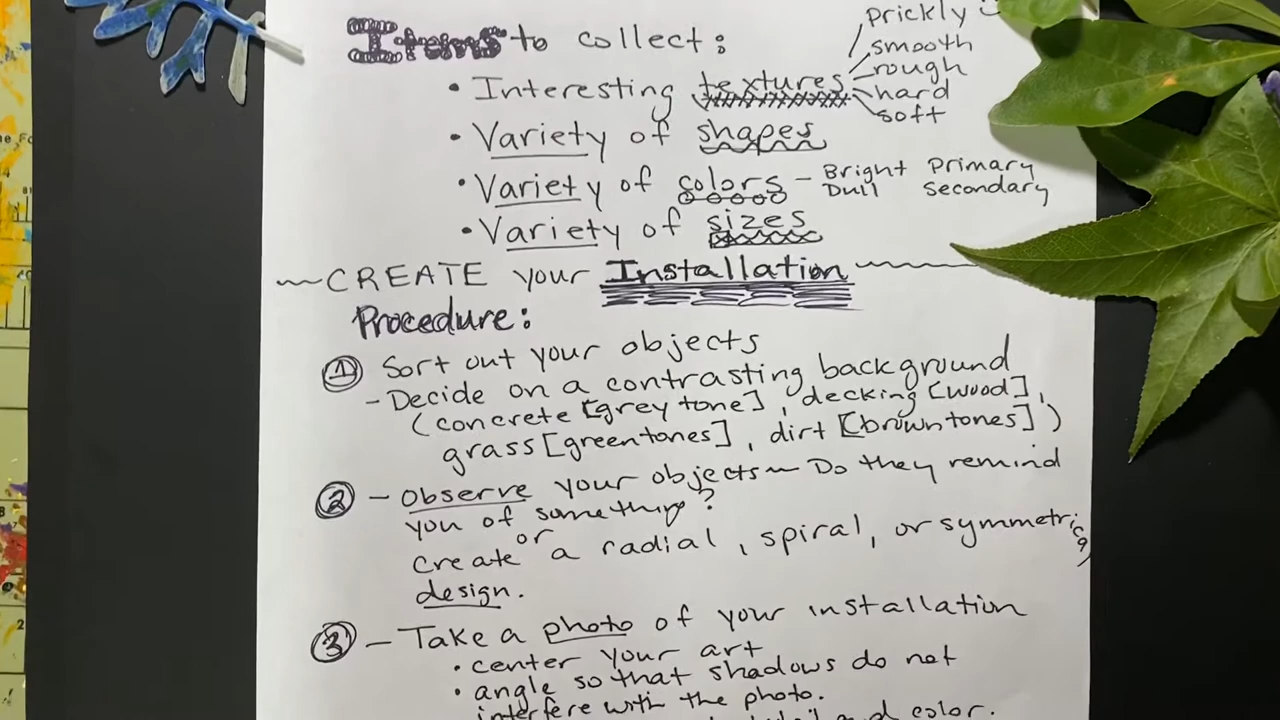 Items to collect:
prickly
smooth
• Interesting textures
rough
hard
soft
• Variety of shapes
• Variety of colors - Bright Primary
Dull Secondary
• Variety of sizes
CREATE your Installation
Procedure:
① Sort out your objects
- Decide on a contrasting background
(concrete [grey tone], decking [wood],
grass [greentones], dirt [browntones])
② - Observe your objects - Do they remind
you of something?
or
Create a radial, spiral, or symmetrical
design.
③ - Take a photo of your installation
• center your art
• angle so that shadows do not
interfere with the photo.
and color.